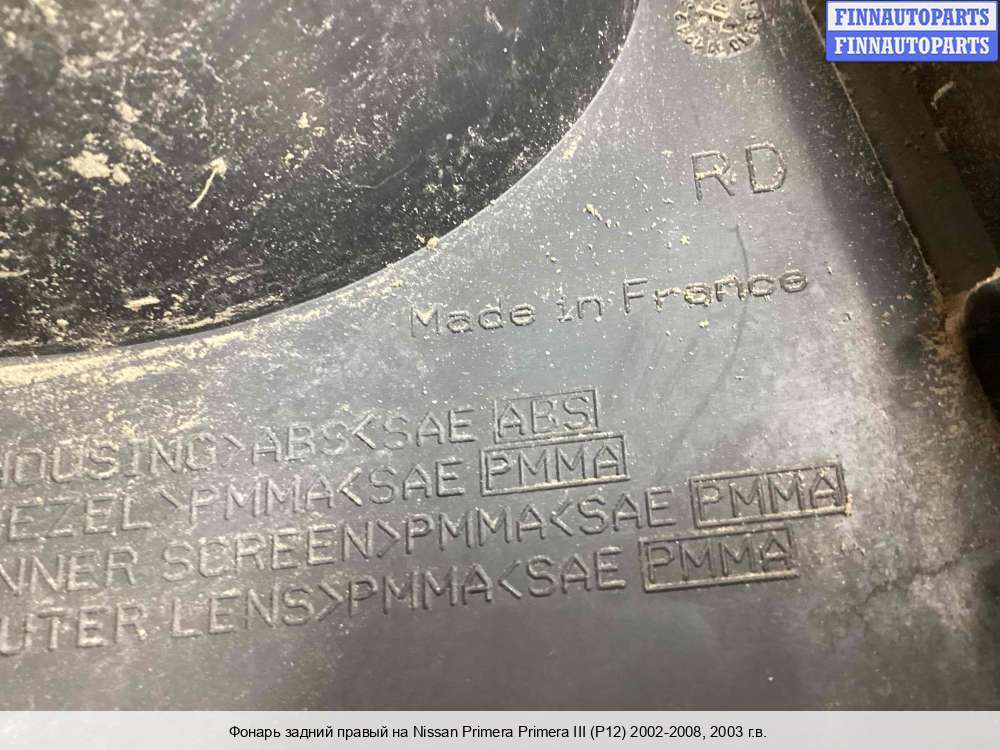 FINNAUTOPARTS
FINNAUTOPARTS
RD
Made in France
HOUSING>ABS<SAE ABS
EZEL >PMMA<SAE PMMA
NNER SCREEN>PMMA<SAE PMMA
UTER LENS>PMMA<SAE PMMA
Фонарь задний правый на Nissan Primera Primera III (P12) 2002-2008, 2003 г.в.